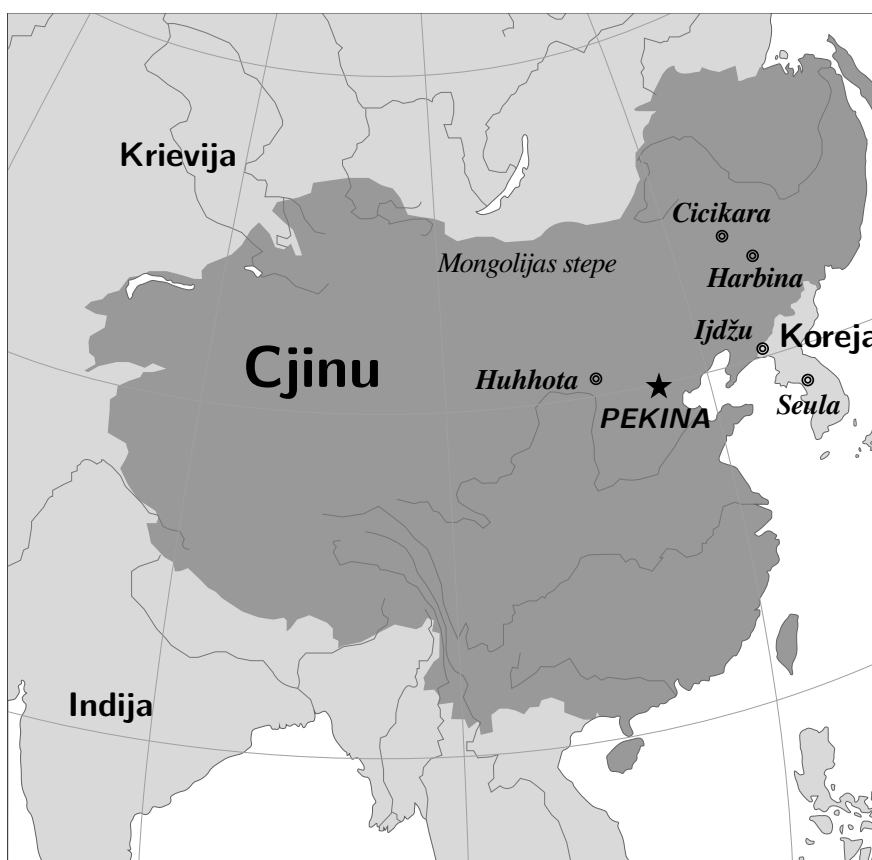 Krievija
Cicikara
Mongolijas stepe
Harbina
Ijdžu
Koreja
Cjinu
Huhhota
PEKINA
Seula
Indija